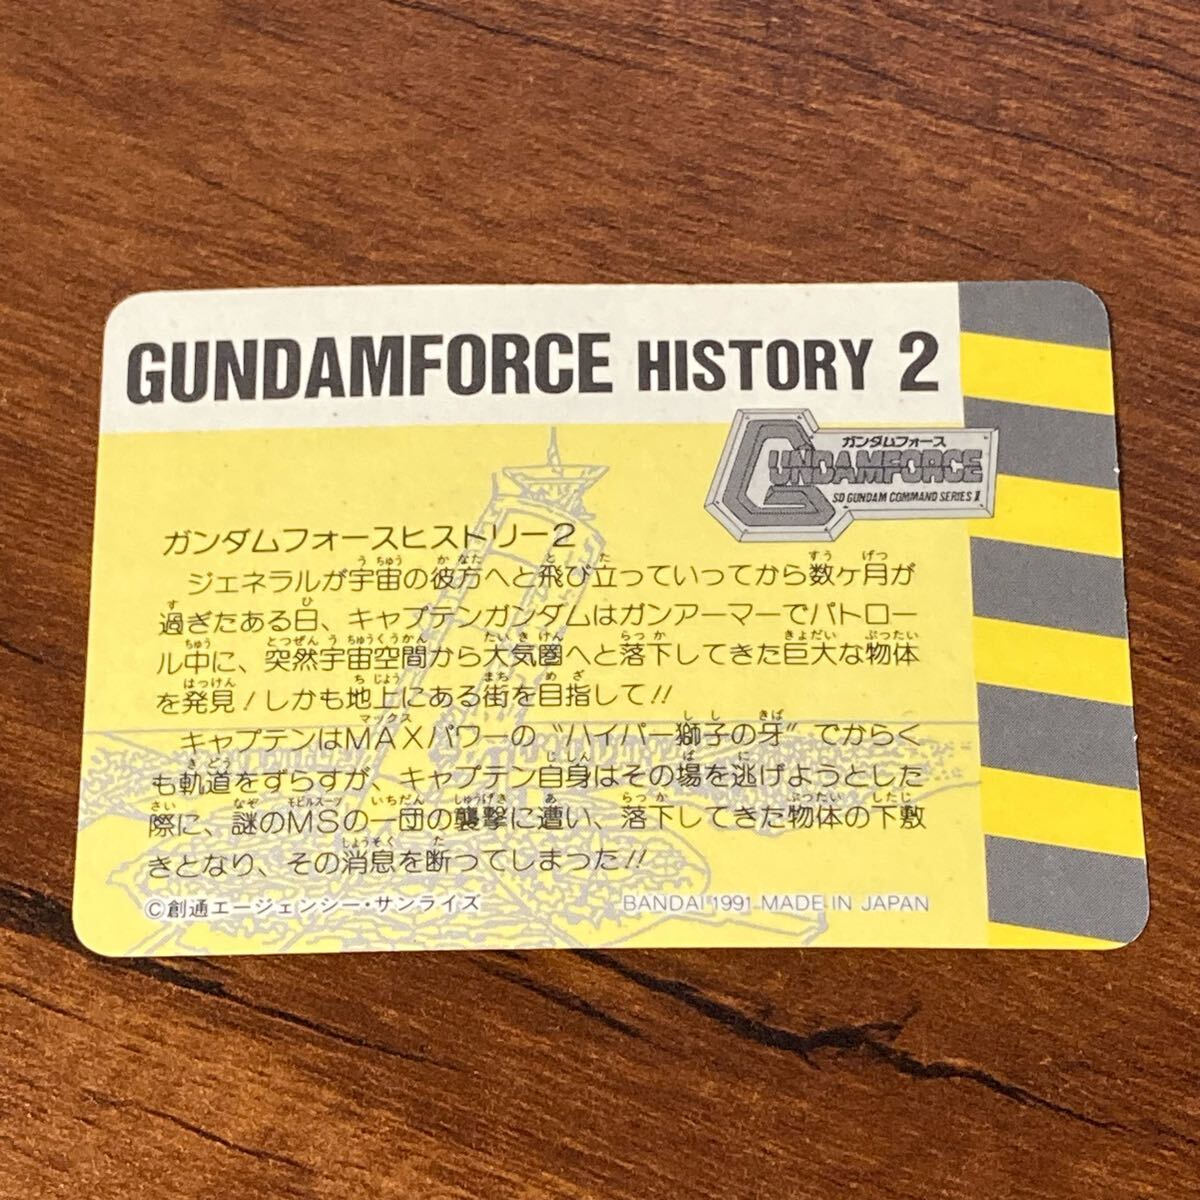 GUNDAMFORCE HISTORY 2
ガンダムフォース
GUNDAMFORCE
SD GUNDAM COMMAND SERIES II
ガンダムフォースヒストリー2
ジェネラルが宇宙の彼方へと飛び立っていってから数ヶ月が
過ぎたある日、キャプテンガンダムはガンアーマーでパトロー
ル中に、突然宇宙空間から大気圏へと落下してきた巨大な物体
を発見!しかも地上にある街を目指して!!
キャプテンはMAXパワーの"ハイパー獅子の牙"でからく
も軌道をずらすが、キャプテン自身はその場を逃げようとした
際に、謎のMSの一団の襲撃に遭い、落下してきた物体の下敷
きとなり、その消息を断ってしまった!!
©創通エージェンシー・サンライズ
BANDAI 1991 MADE IN JAPAN